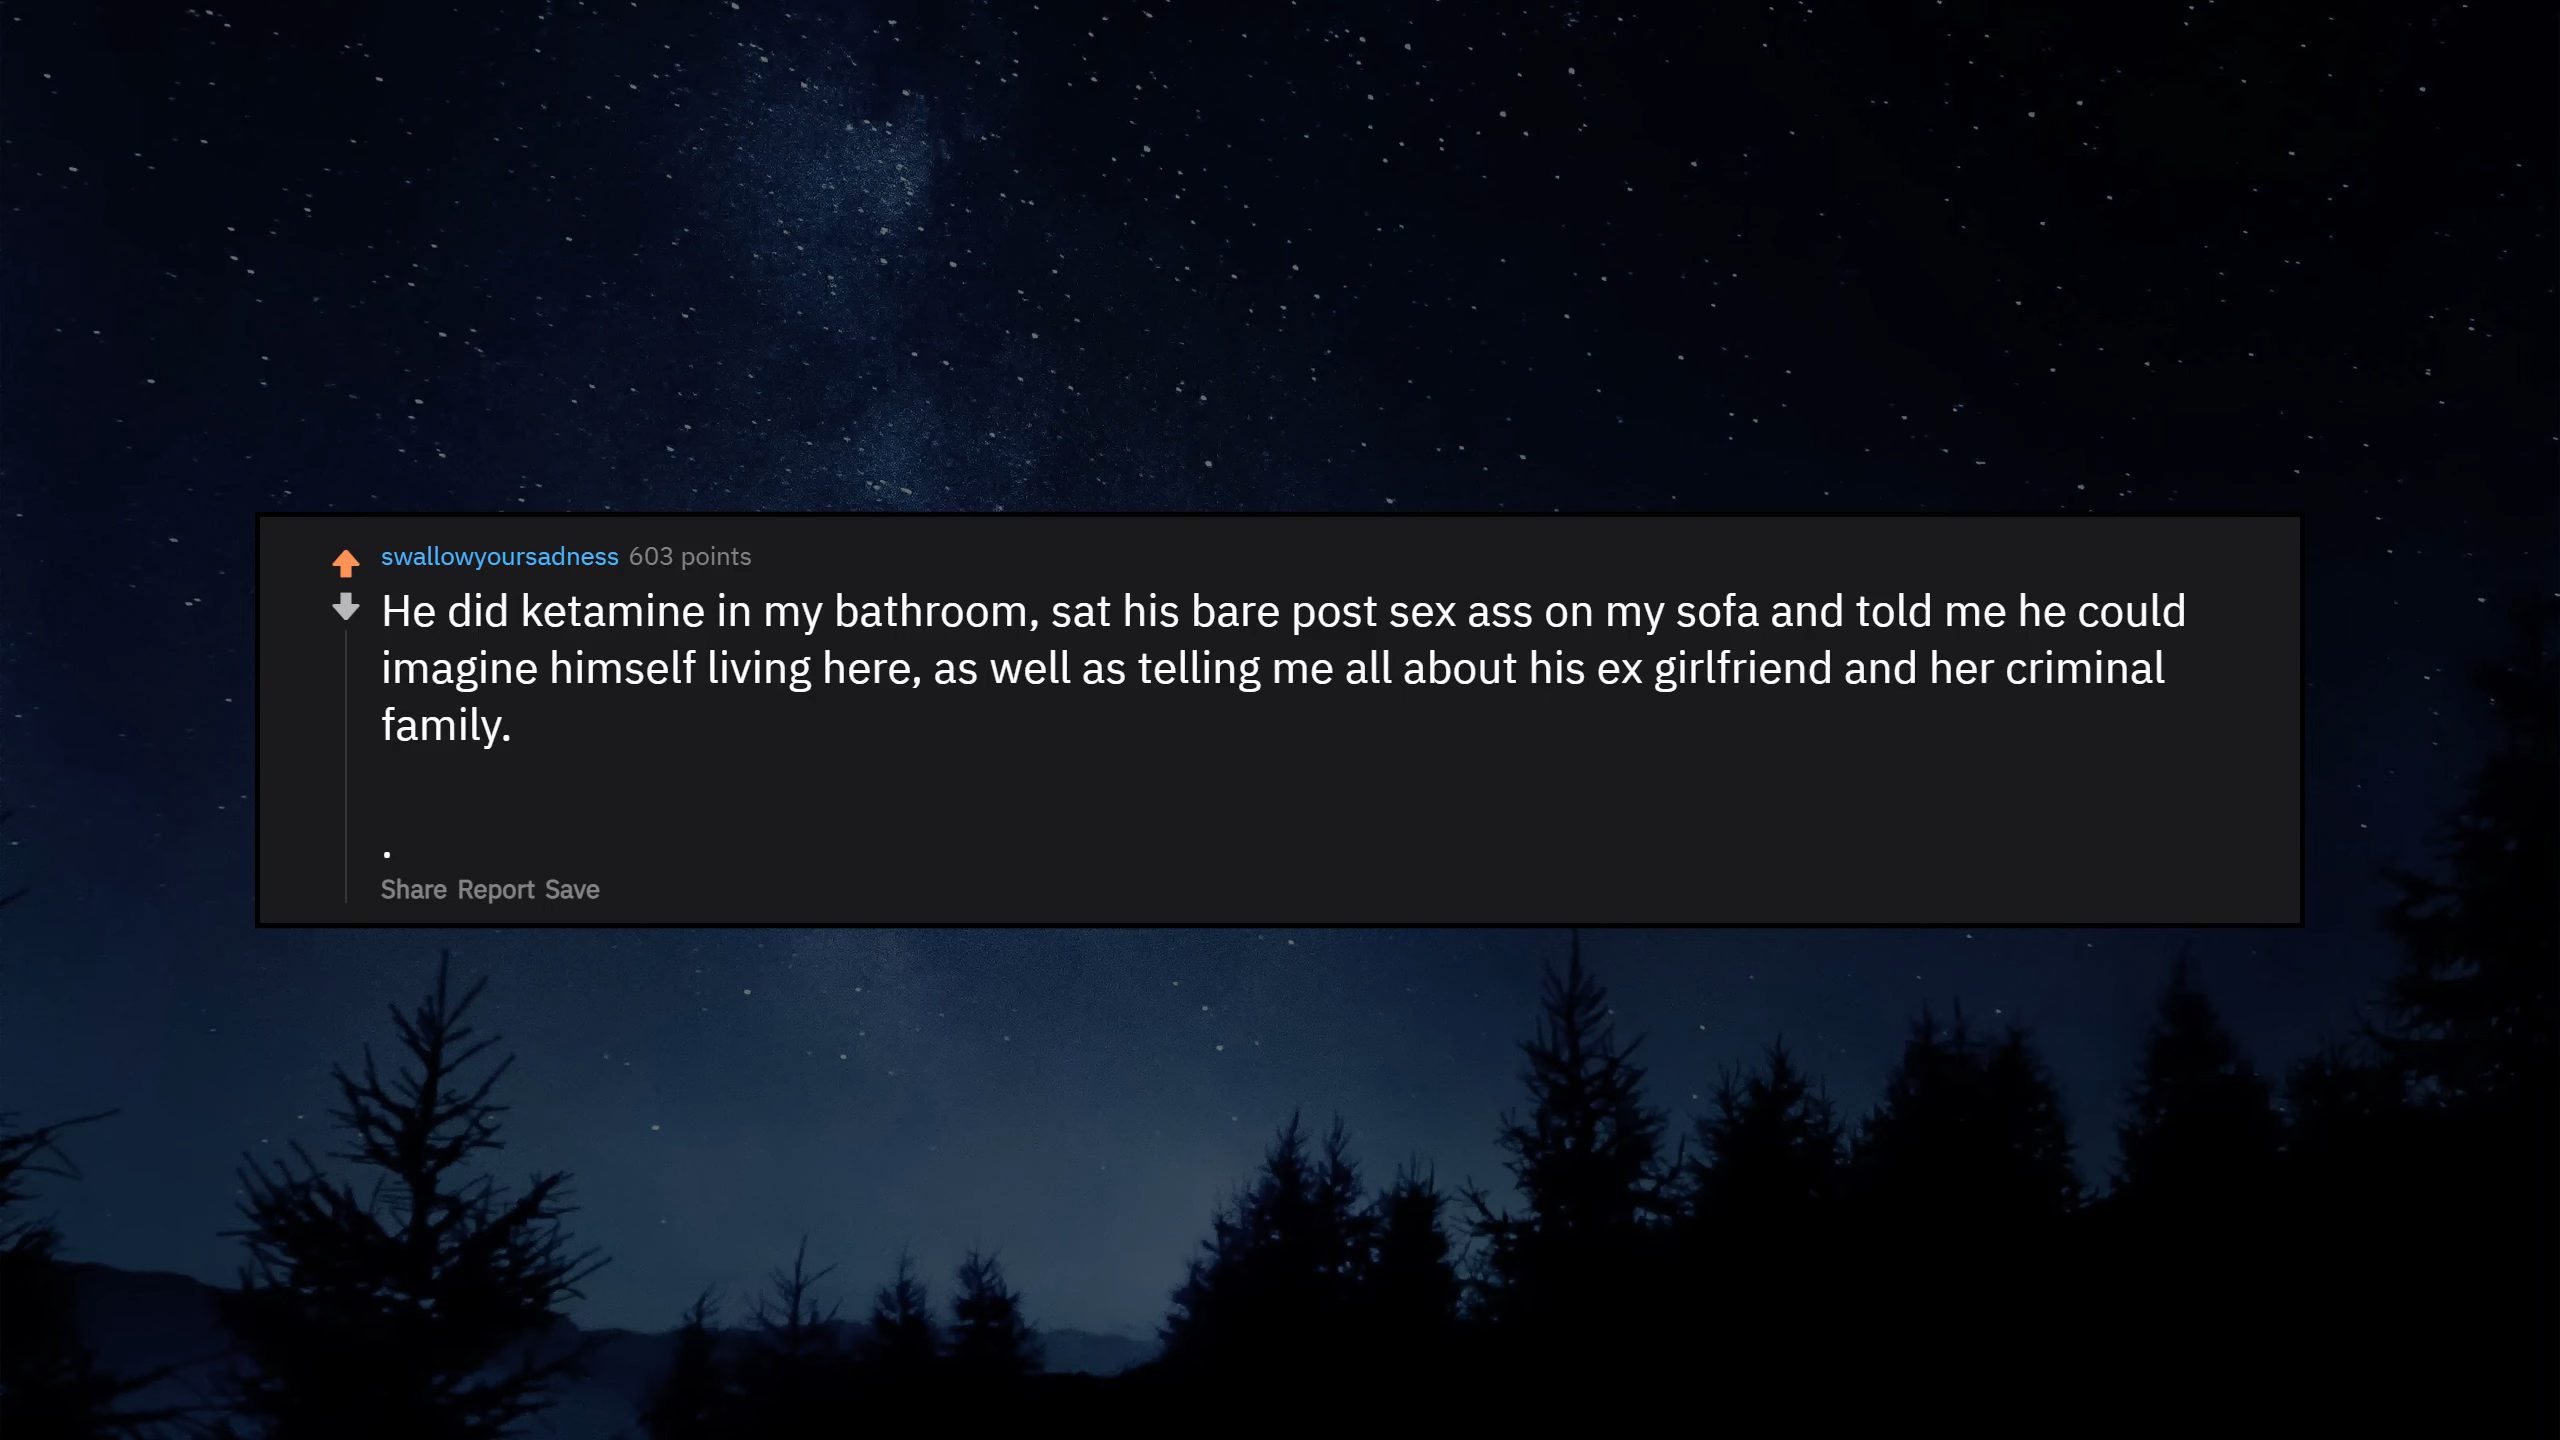 swallowyoursadness 603 points
He did ketamine in my bathroom, sat his bare post sex ass on my sofa and told me he could
imagine himself living here, as well as telling me all about his ex girlfriend and her criminal
family.
.
Share Report Save